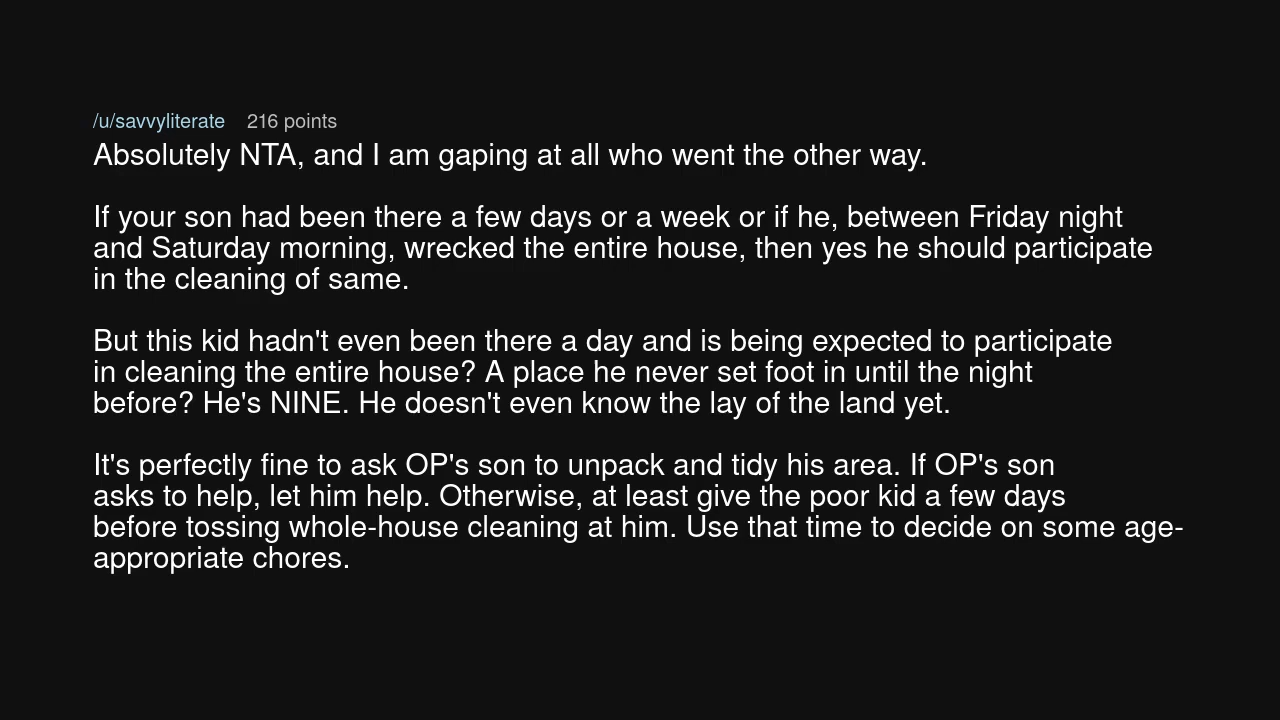 /u/savvyliterate 216 points
Absolutely NTA, and I am gaping at all who went the other way.
If your son had been there a few days or a week or if he, between Friday night
and Saturday morning, wrecked the entire house, then yes he should participate
in the cleaning of same.
But this kid hadn't even been there a day and is being expected to participate
in cleaning the entire house? A place he never set foot in until the night
before? He's NINE. He doesn't even know the lay of the land yet.
It's perfectly fine to ask OP's son to unpack and tidy his area. If OP's son
asks to help, let him help. Otherwise, at least give the poor kid a few days
before tossing whole-house cleaning at him. Use that time to decide on some age-
appropriate chores.